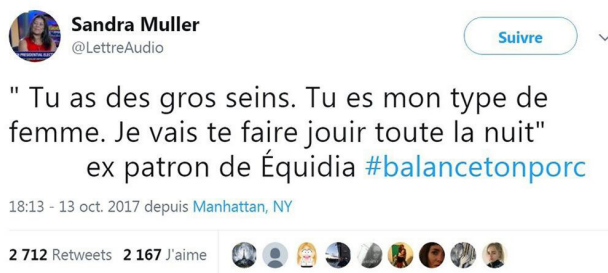 Sandra Muller
@LettreAudio
Suivre
" Tu as des gros seins. Tu es mon type de
femme. Je vais te faire jouir toute la nuit"
ex patron de Équidia #balancetonporc
18:13 - 13 oct. 2017 depuis Manhattan, NY
2 712 Retweets 2 167 J'aime